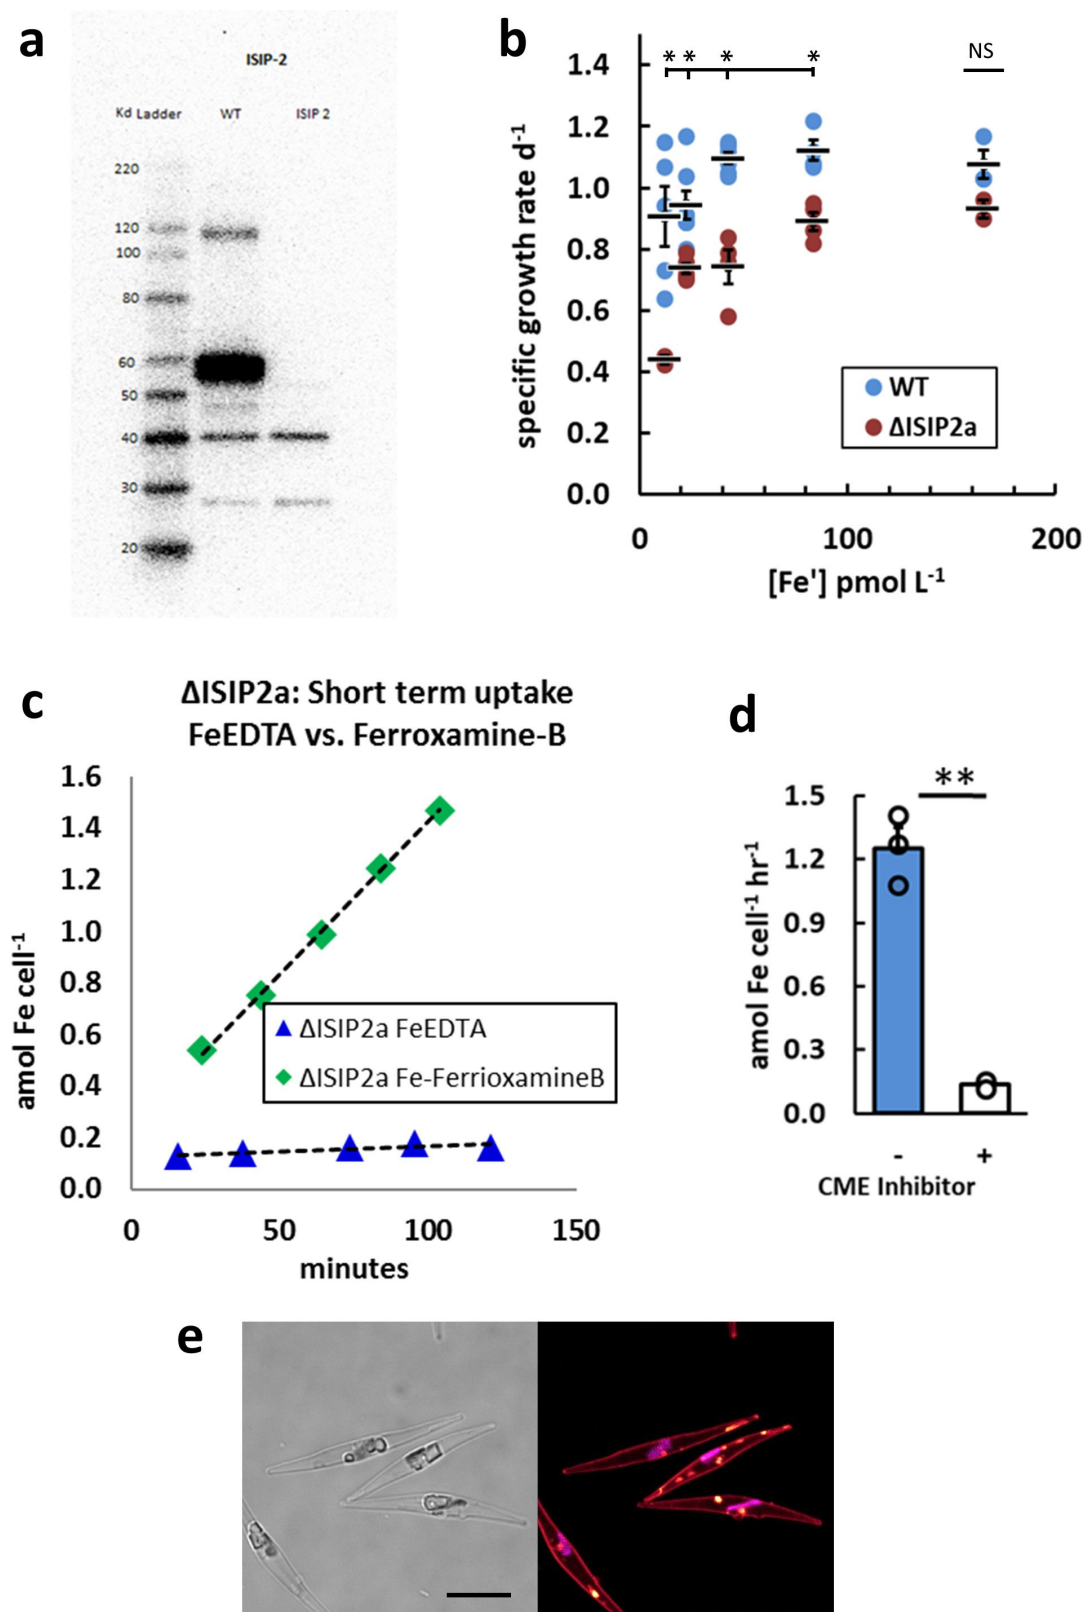 a
ISIP-2
Kd Ladder WT ISIP 2
220
120
100
80
60
50
40
30
20
b
* * * * NS
1.4
1.2
1.0
0.8
0.6
0.4
0.2
0.0
specific growth rate d-1
WT
ΔISIP2a
0 100 200
[Fe'] pmol L-1
c
ΔISIP2a: Short term uptake
FeEDTA vs. Ferroxamine-B
1.6
1.4
1.2
1.0
0.8
0.6
0.4
0.2
0.0
amol Fe cell-1
ΔISIP2a FeEDTA
ΔISIP2a Fe-FerrioxamineB
0 50 100 150
minutes
d
**
1.5
1.2
0.9
0.6
0.3
0.0
amol Fe cell-1 hr-1
- +
CME Inhibitor
e